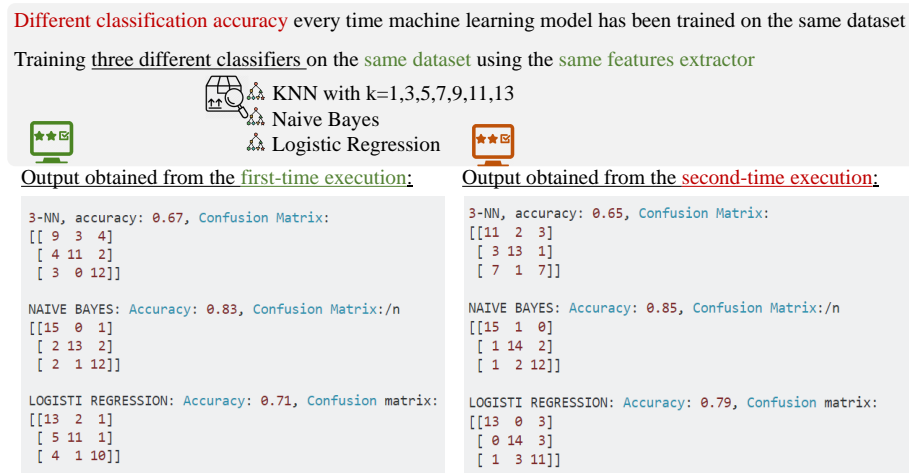 Different classification accuracy every time machine learning model has been trained on the same dataset
Training three different classifiers on the same dataset using the same features extractor
KNN with k=1,3,5,7,9,11,13
Naive Bayes
Logistic Regression
Output obtained from the first-time execution:
3-NN, accuracy: 0.67, Confusion Matrix:
[[ 9 3 4]
[ 4 11 2]
[ 3 0 12]]
NAIVE BAYES: Accuracy: 0.83, Confusion Matrix:/n
[[15 0 1]
[ 2 13 2]
[ 2 1 12]]
LOGISTI REGRESSION: Accuracy: 0.71, Confusion matrix:
[[13 2 1]
[ 5 11 1]
[ 4 1 10]]
Output obtained from the second-time execution:
3-NN, accuracy: 0.65, Confusion Matrix:
[[11 2 3]
[ 3 13 1]
[ 7 1 7]]
NAIVE BAYES: Accuracy: 0.85, Confusion Matrix:/n
[[15 1 0]
[ 1 14 2]
[ 1 2 12]]
LOGISTI REGRESSION: Accuracy: 0.79, Confusion matrix:
[[13 0 3]
[ 0 14 3]
[ 1 3 11]]